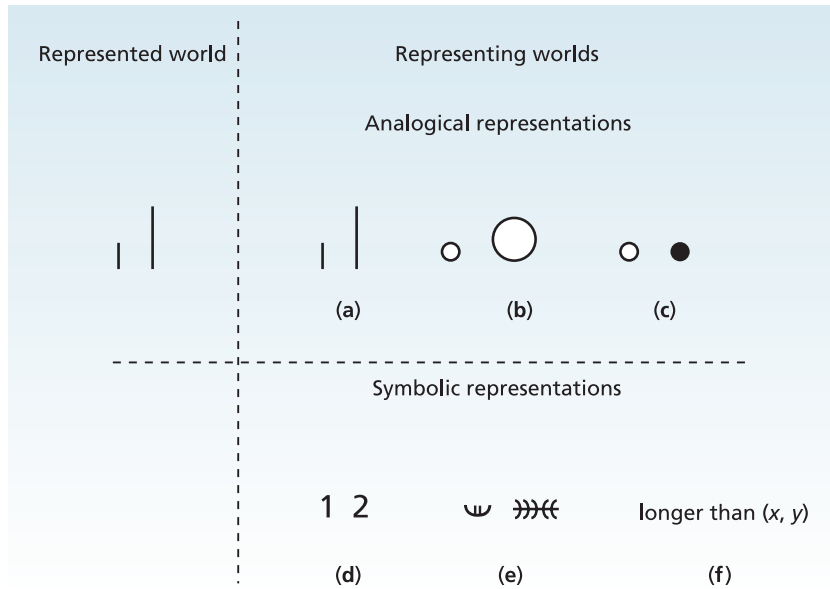 Represented world
Representing worlds
Analogical representations
(a)
(b)
(c)
Symbolic representations
1 2
longer than (x, y)
(d)
(e)
(f)